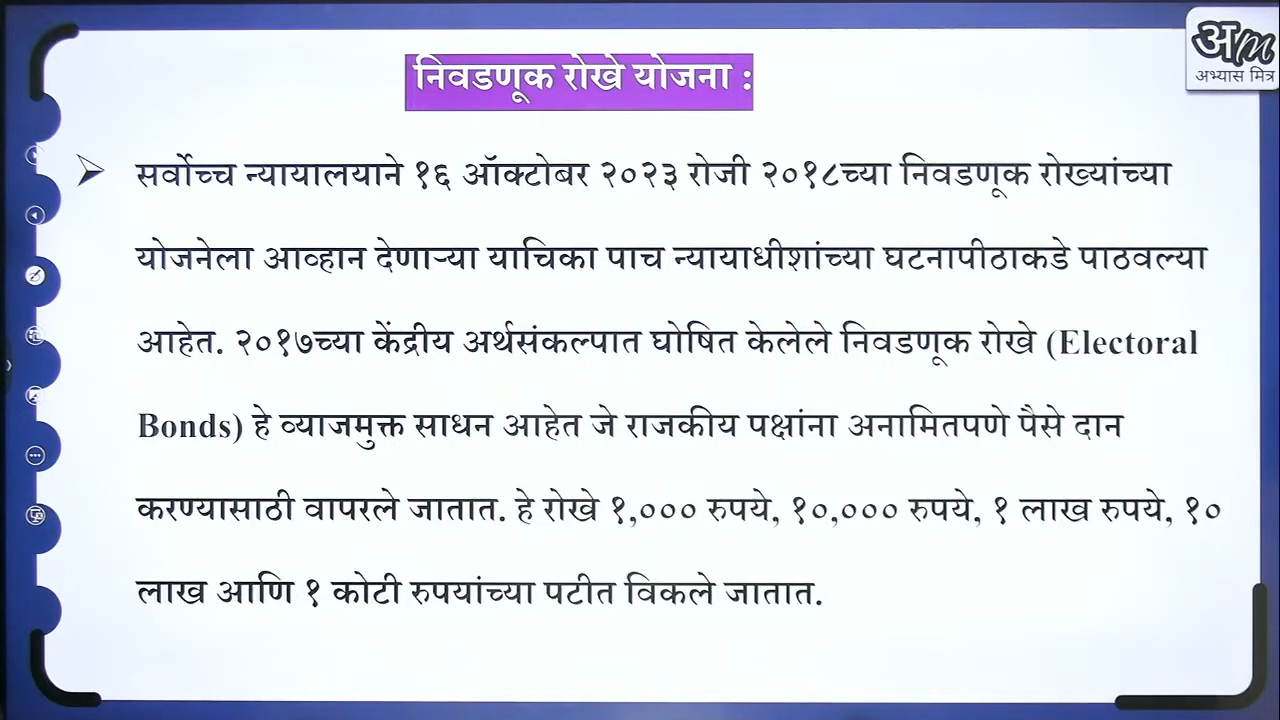 निवडणूक रोखे योजना :
अm
अभ्यास मित्र
सर्वोच्च न्यायालयाने १६ ऑक्टोबर २०२३ रोजी २०१८च्या निवडणूक रोख्यांच्या
योजनेला आव्हान देणाऱ्या याचिका पाच न्यायाधीशांच्या घटनापीठाकडे पाठवल्या
आहेत. २०१७च्या केंद्रीय अर्थसंकल्पात घोषित केलेले निवडणूक रोखे (Electoral
Bonds) हे व्याजमुक्त साधन आहेत जे राजकीय पक्षांना अनामितपणे पैसे दान
करण्यासाठी वापरले जातात. हे रोखे १,००० रुपये, १०,००० रुपये, १ लाख रुपये, १०
लाख आणि १ कोटी रुपयांच्या पटीत विकले जातात.